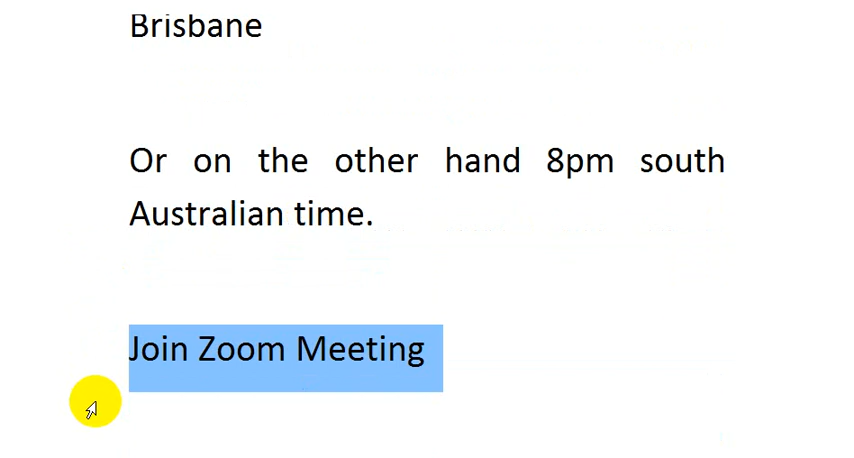 Brisbane
Or on the other hand 8pm south
Australian time.
Join Zoom Meeting